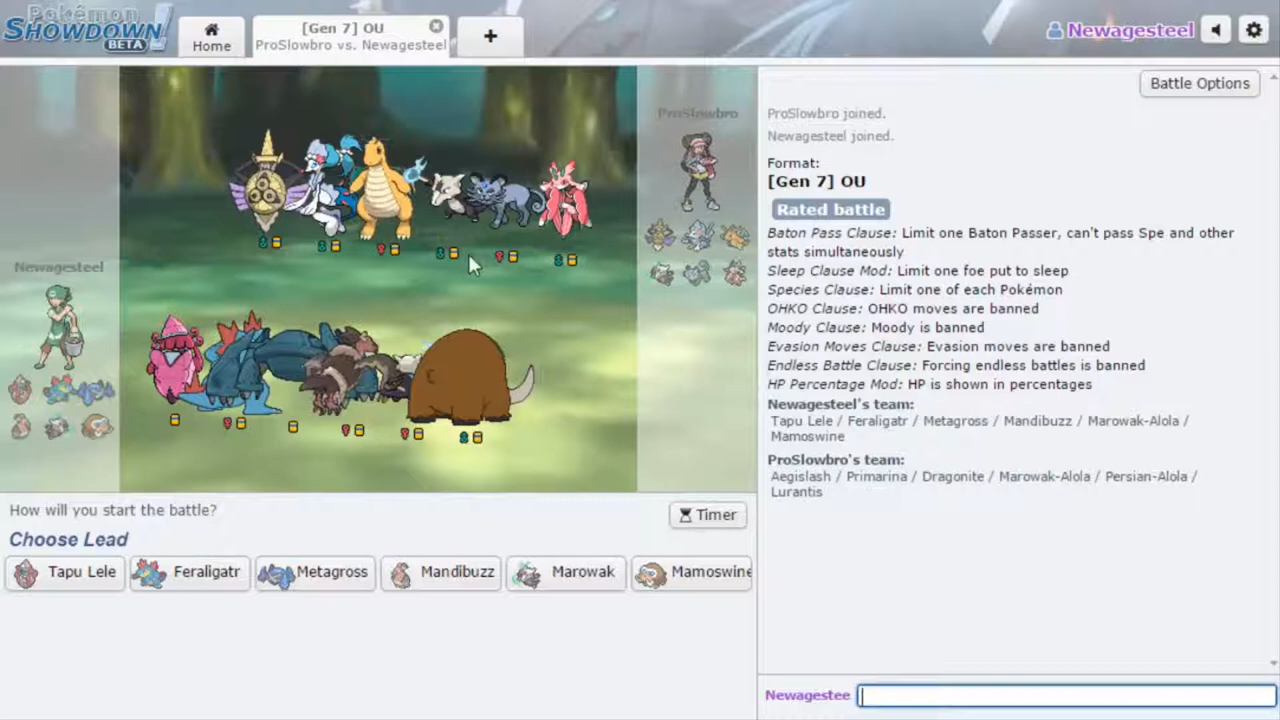 Pokémon
SHOWDOWN!
BETA
Home
[Gen 7] OU
ProSlowbro vs. Newagesteel
+
Newagesteel
Newagesteel
ProSlowbro
How will you start the battle?
Timer
Choose Lead
Tapu Lele
Feraligatr
Metagross
Mandibuzz
Marowak
Mamoswine
Battle Options
ProSlowbro joined.
Newagesteel joined.
Format:
[Gen 7] OU
Rated battle
Baton Pass Clause: Limit one Baton Passer, can't pass Spe and other
stats simultaneously
Sleep Clause Mod: Limit one foe put to sleep
Species Clause: Limit one of each Pokémon
OHKO Clause: OHKO moves are banned
Moody Clause: Moody is banned
Evasion Moves Clause: Evasion moves are banned
Endless Battle Clause: Forcing endless battles is banned
HP Percentage Mod: HP is shown in percentages
Newagesteel's team:
Tapu Lele / Feraligatr / Metagross / Mandibuzz / Marowak-Alola /
Mamoswine
ProSlowbro's team:
Aegislash / Primarina / Dragonite / Marowak-Alola / Persian-Alola /
Lurantis
Newagestee